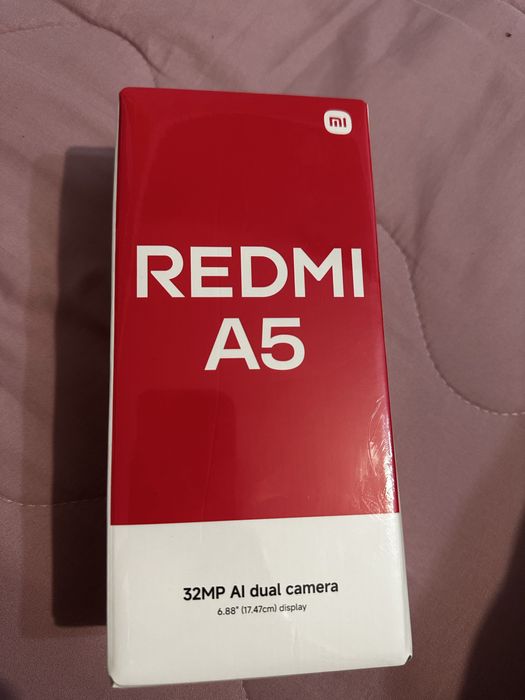 mi
REDMI
A5
32MP AI dual camera
6.88" (17.47cm) display